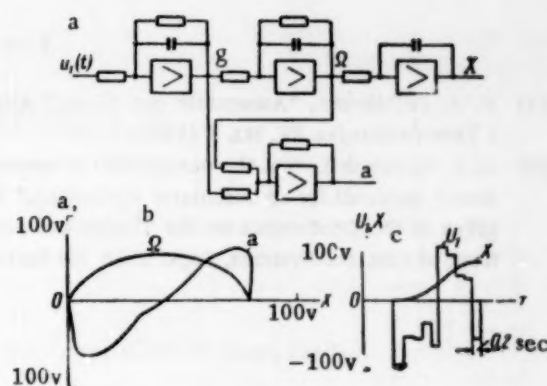 a
u₁(t) g Ω X
a
a, b U₁,X c
100v r 100v U₁ X
Ω a
0 X 0 r
100v
100v -100v 0.2 sec